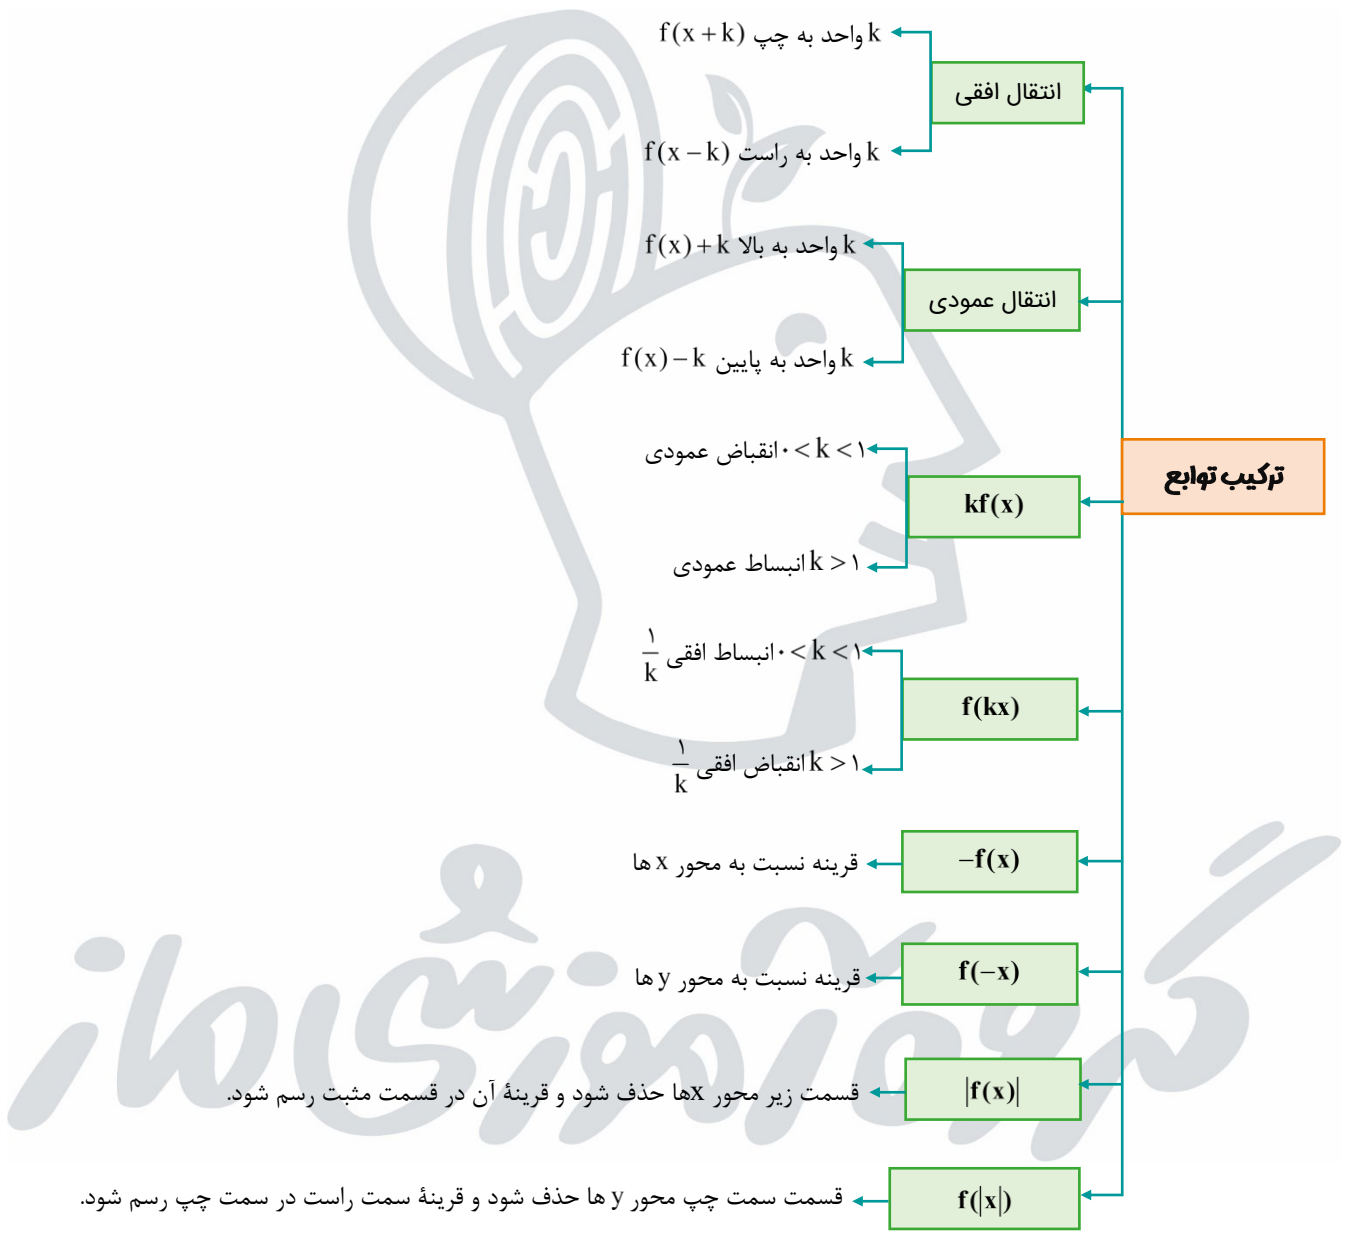 k واحد به چپ f(x+k)
انتقال افقی
k واحد به راست f(x−k)
k واحد به بالا f(x)+k
انتقال عمودی
k واحد به پایین f(x)−k
۰<k<۱ انقباض عمودی
ترکیب توابع
kf(x)
k>۱ انبساط عمودی
۰<k<۱ انبساط افقی ۱/k
f(kx)
k>۱ انقباض افقی ۱/k
−f(x)
قرینه نسبت به محور x ها
f(−x)
قرینه نسبت به محور y ها
|f(x)|
قسمت زیر محور xها حذف شود و قرینهٔ آن در قسمت مثبت رسم شود.
f(|x|)
قسمت سمت چپ محور y ها حذف شود و قرینهٔ سمت راست در سمت چپ رسم شود.
گروه آموزشی ماز